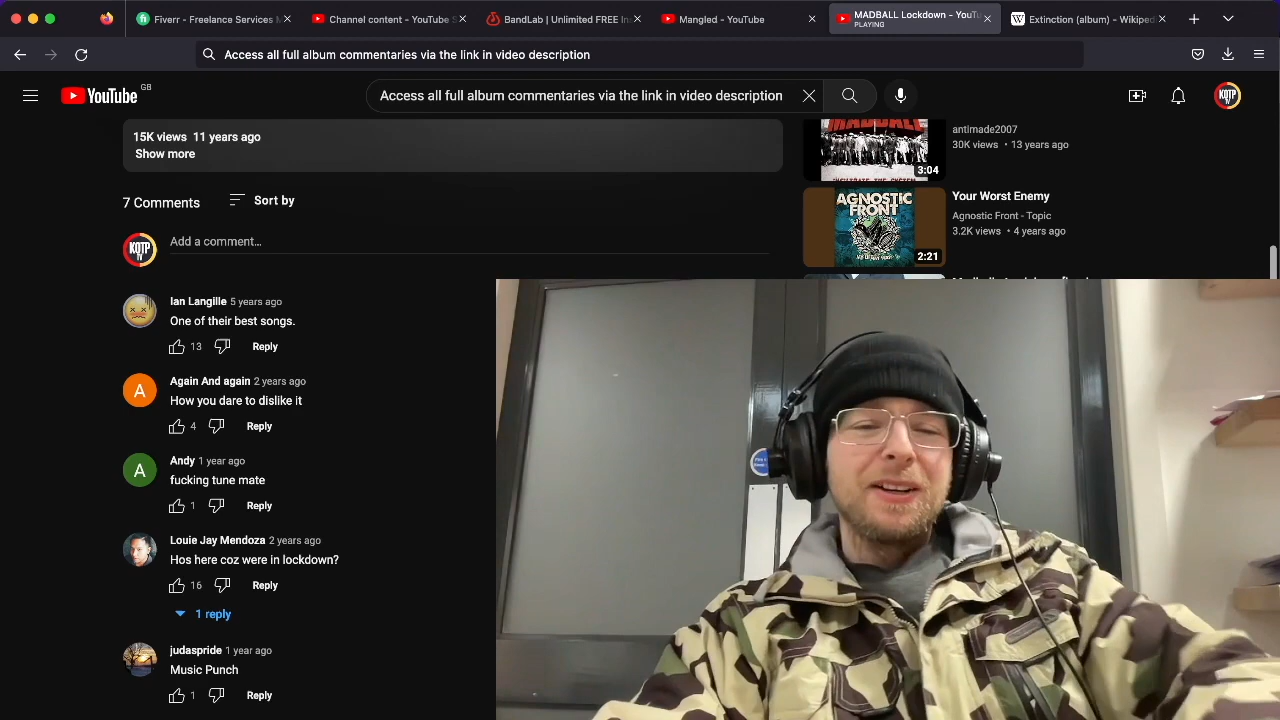 Fiverr - Freelance Services M
Channel content - YouTube S
BandLab | Unlimited FREE In
Mangled - YouTube
MADBALL Lockdown - YouTu
PLAYING
Extinction (album) - Wikiped
Access all full album commentaries via the link in video description
YouTube GB
Access all full album commentaries via the link in video description
KQTP
TV
15K views 11 years ago
Show more
7 Comments
Sort by
KQTP
TV
Add a comment…
Ian Langille 5 years ago
One of their best songs.
13 Reply
A
Again And again 2 years ago
How you dare to dislike it
4 Reply
A
Andy 1 year ago
fucking tune mate
1 Reply
Louie Jay Mendoza 2 years ago
Hos here coz were in lockdown?
16 Reply
1 reply
judaspride 1 year ago
Music Punch
1 Reply
antimade2007
30K views • 13 years ago
3:04
AGNOSTIC
FRONT
2:21
Your Worst Enemy
Agnostic Front - Topic
3.2K views • 4 years ago